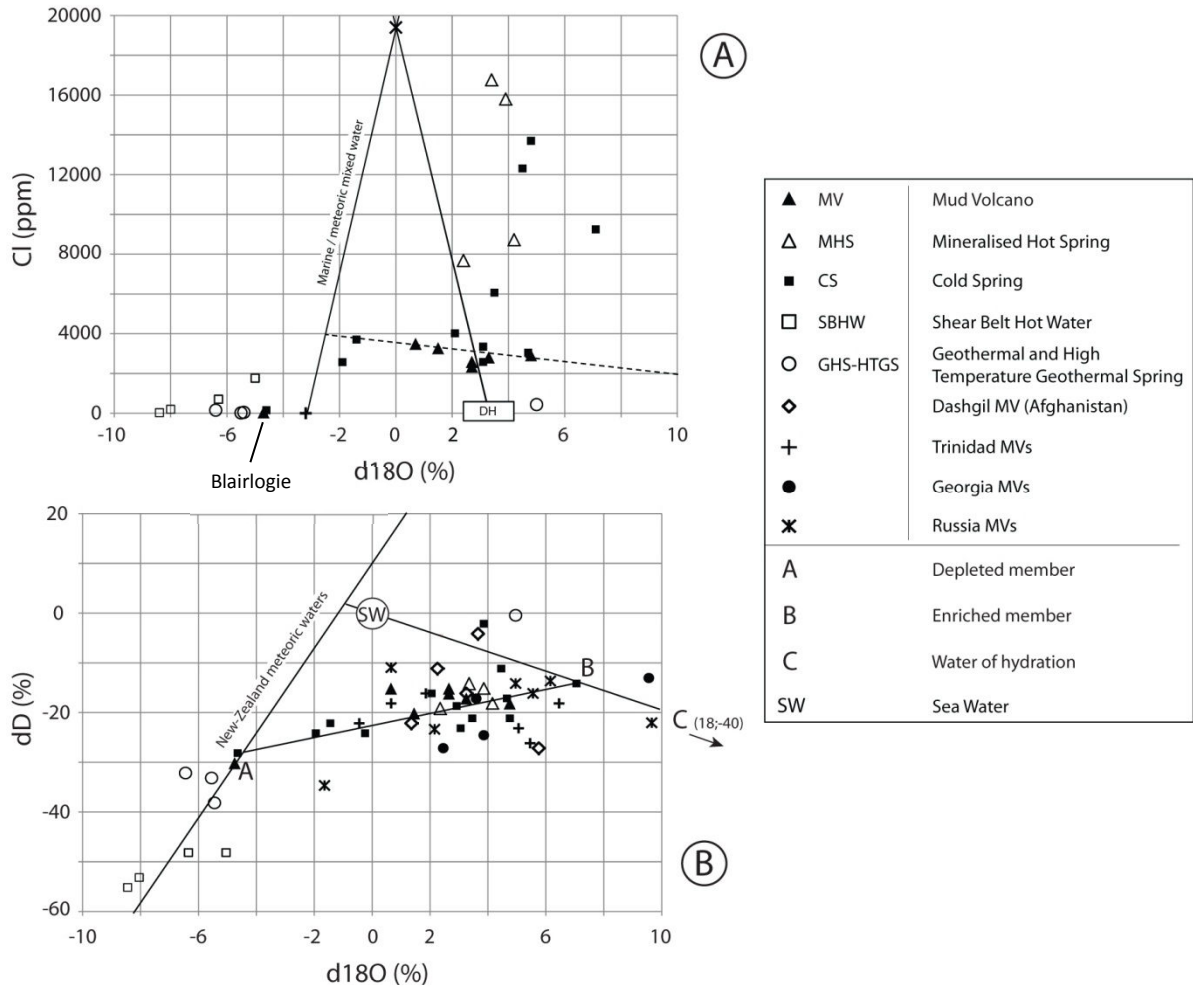 20000
16000
12000
8000
4000
0
Cl (ppm)
Marine / meteoric mixed water
A
DH
-10
-6
-2
0
2
6
10
d18O (%)
Blairlogie
20
0
-20
-40
-60
dD (%)
New-Zealand meteoric waters
SW
B
A
C (18;-40)
B
-10
-6
-2
0
2
6
10
d18O (%)
MV Mud Volcano
MHS Mineralised Hot Spring
CS Cold Spring
SBHW Shear Belt Hot Water
GHS-HTGS Geothermal and High
Temperature Geothermal Spring
Dashgil MV (Afghanistan)
Trinidad MVs
Georgia MVs
Russia MVs
A Depleted member
B Enriched member
C Water of hydration
SW Sea Water